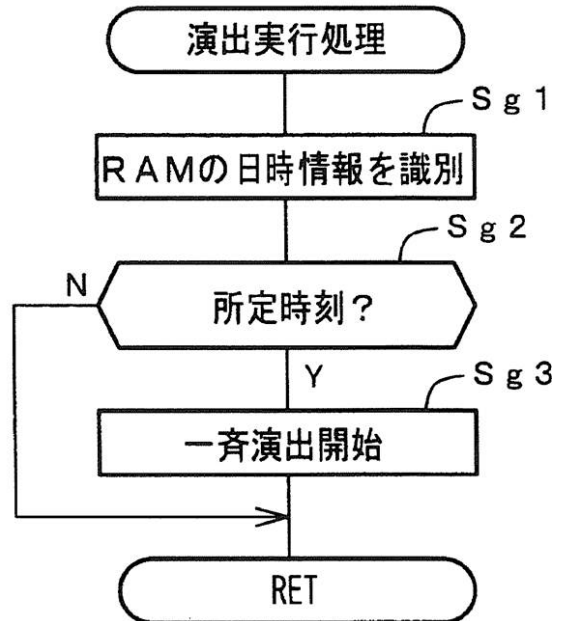 演出実行処理
Sg1
RAMの日時情報を識別
Sg2
N
所定時刻?
Y
Sg3
一斉演出開始
RET